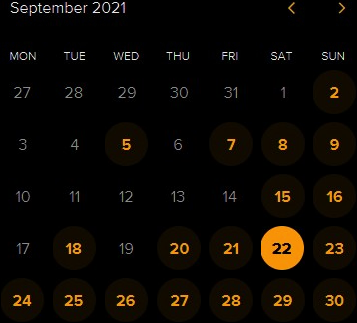 September 2021
MON TUE WED THU FRI SAT SUN
27 28 29 30 31 1 2
3 4 5 6 7 8 9
10 11 12 13 14 15 16
17 18 19 20 21 22 23
24 25 26 27 28 29 30